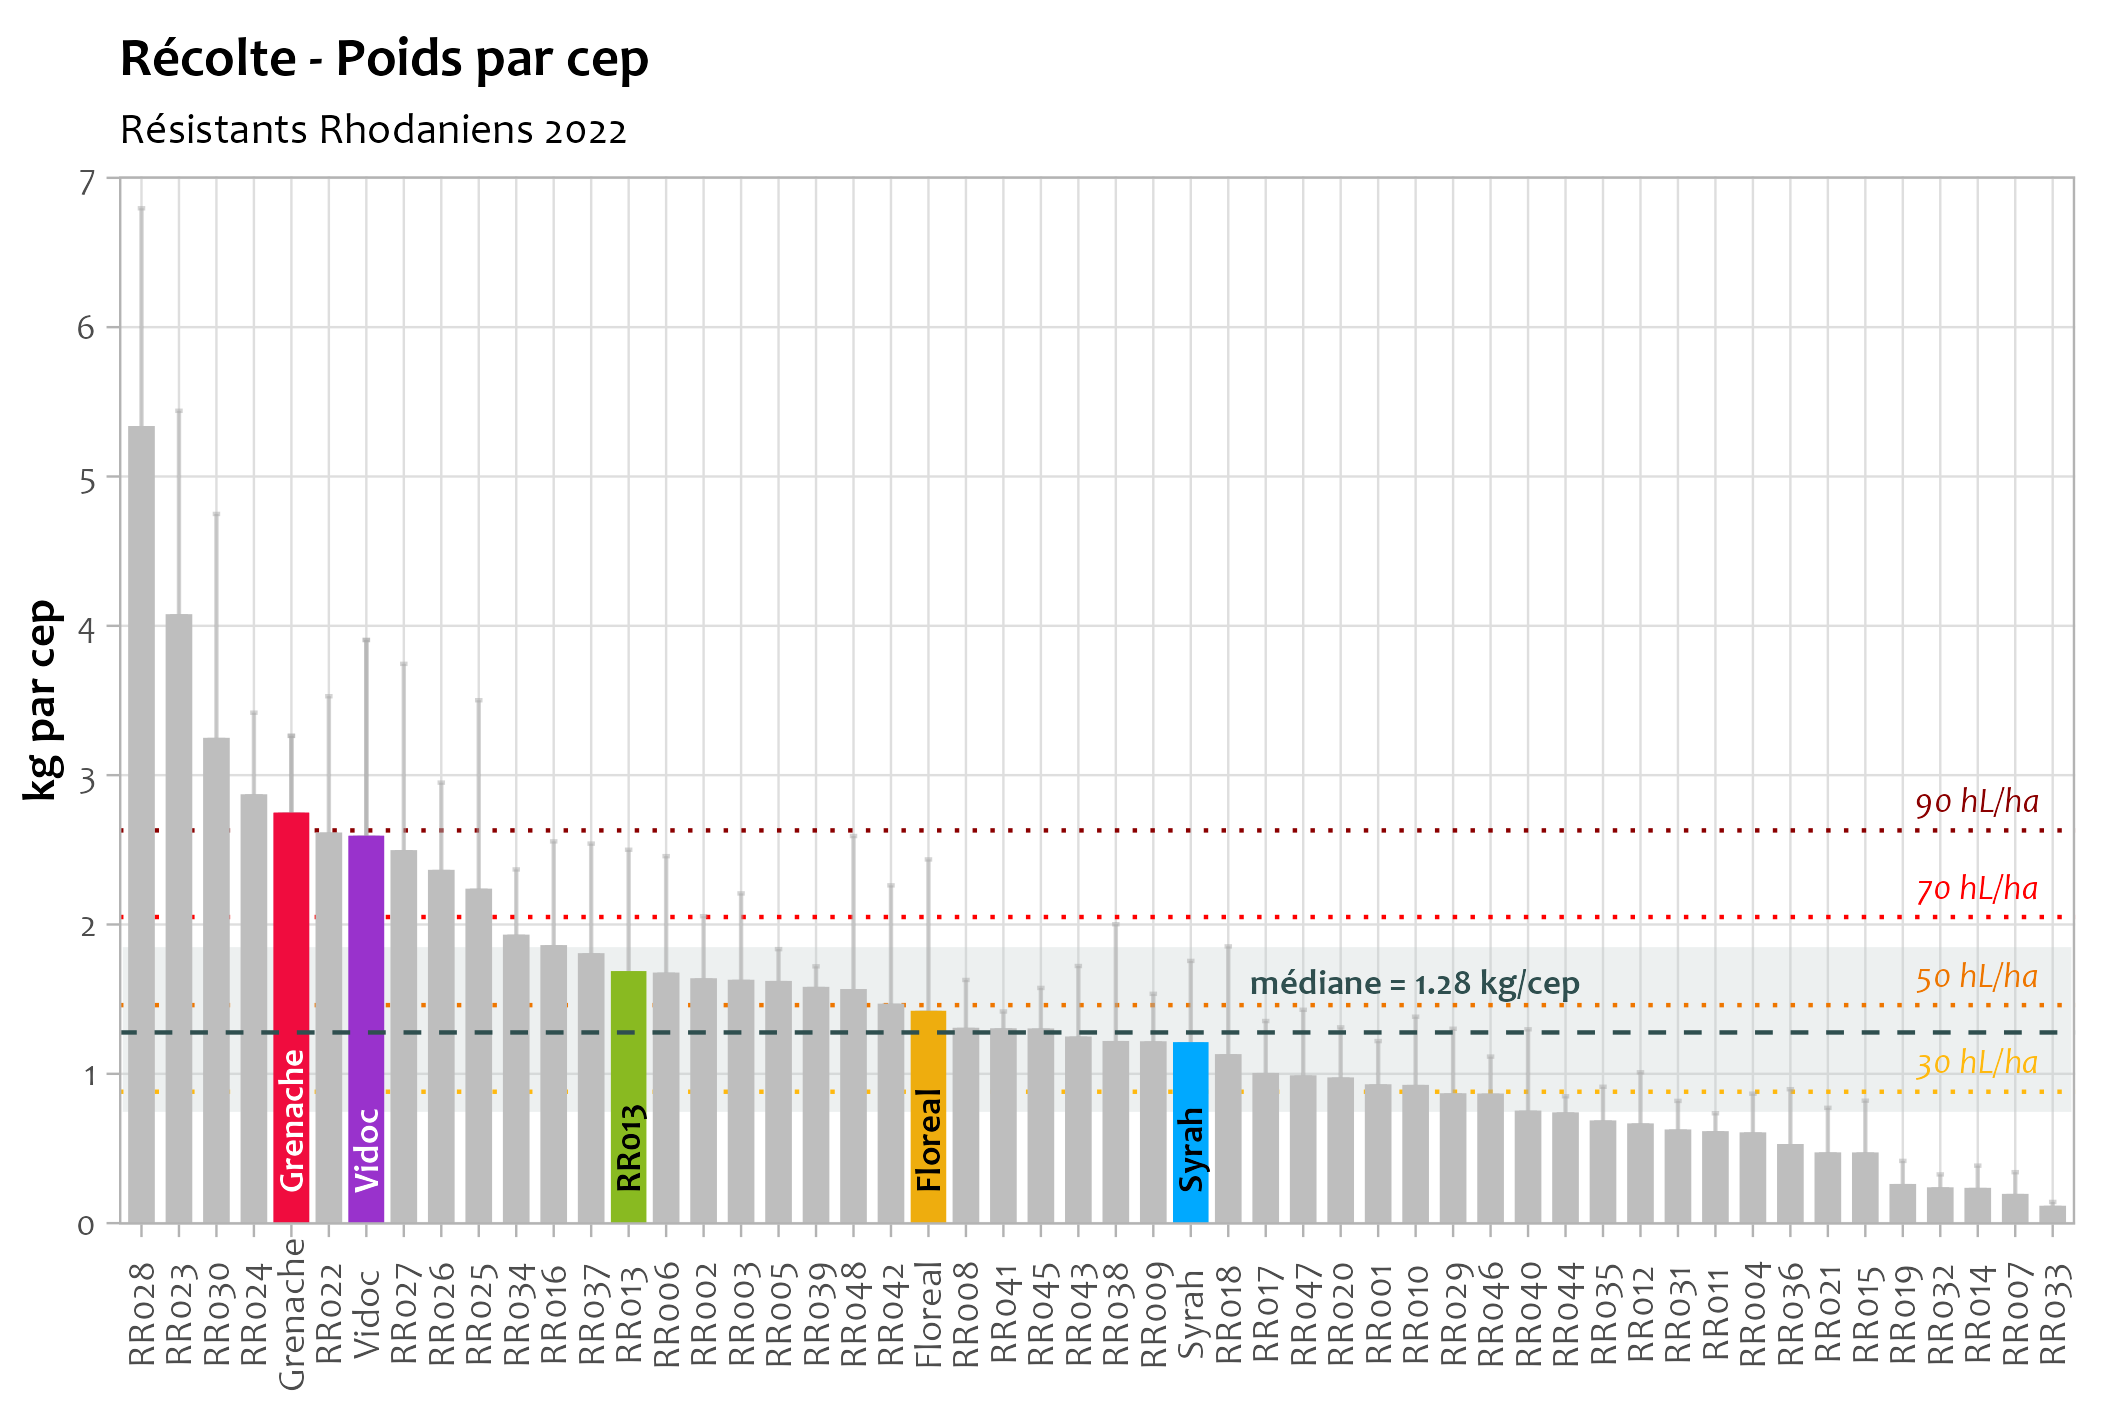 Récolte - Poids par cep
Résistants Rhodaniens 2022
kg par cep
7
6
5
4
3
2
1
0
90 hL/ha
70 hL/ha
50 hL/ha
médiane = 1.28 kg/cep
30 hL/ha
Grenache
Vidoc
RR013
Floreal
Syrah
RR028
RR023
RR030
RR024
Grenache
RR022
Vidoc
RR027
RR026
RR025
RR034
RR016
RR037
RR013
RR006
RR002
RR003
RR005
RR039
RR048
RR042
Floreal
RR008
RR041
RR045
RR043
RR038
RR009
Syrah
RR018
RR017
RR047
RR020
RR001
RR010
RR029
RR046
RR040
RR044
RR035
RR012
RR031
RR011
RR004
RR036
RR021
RR015
RR019
RR032
RR014
RR007
RR033